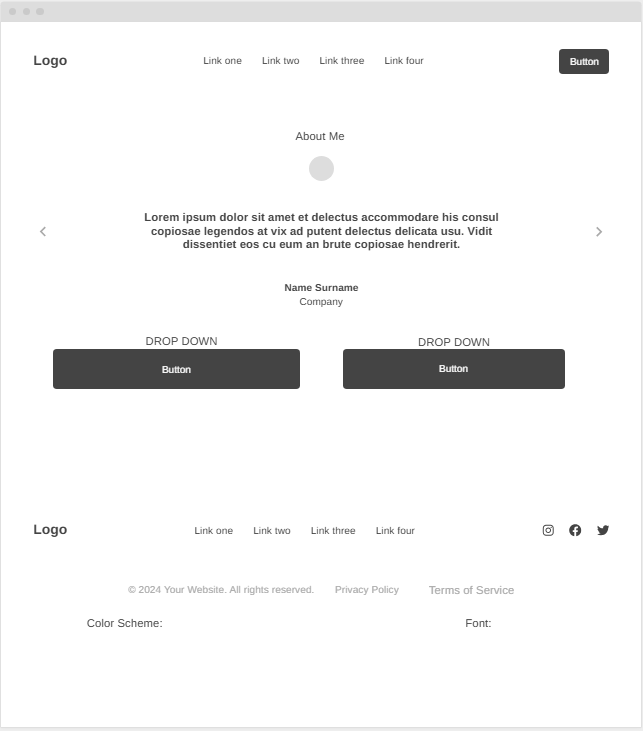 Logo
Link one Link two Link three Link four
Button
About Me
Lorem ipsum dolor sit amet et delectus accommodare his consul
copiosae legendos at vix ad putent delectus delicata usu. Vidit
dissentiet eos cu eum an brute copiosae hendrerit.
Name Surname
Company
DROP DOWN
Button
DROP DOWN
Button
Logo
Link one Link two Link three Link four
© 2024 Your Website. All rights reserved. Privacy Policy Terms of Service
Color Scheme:
Font: